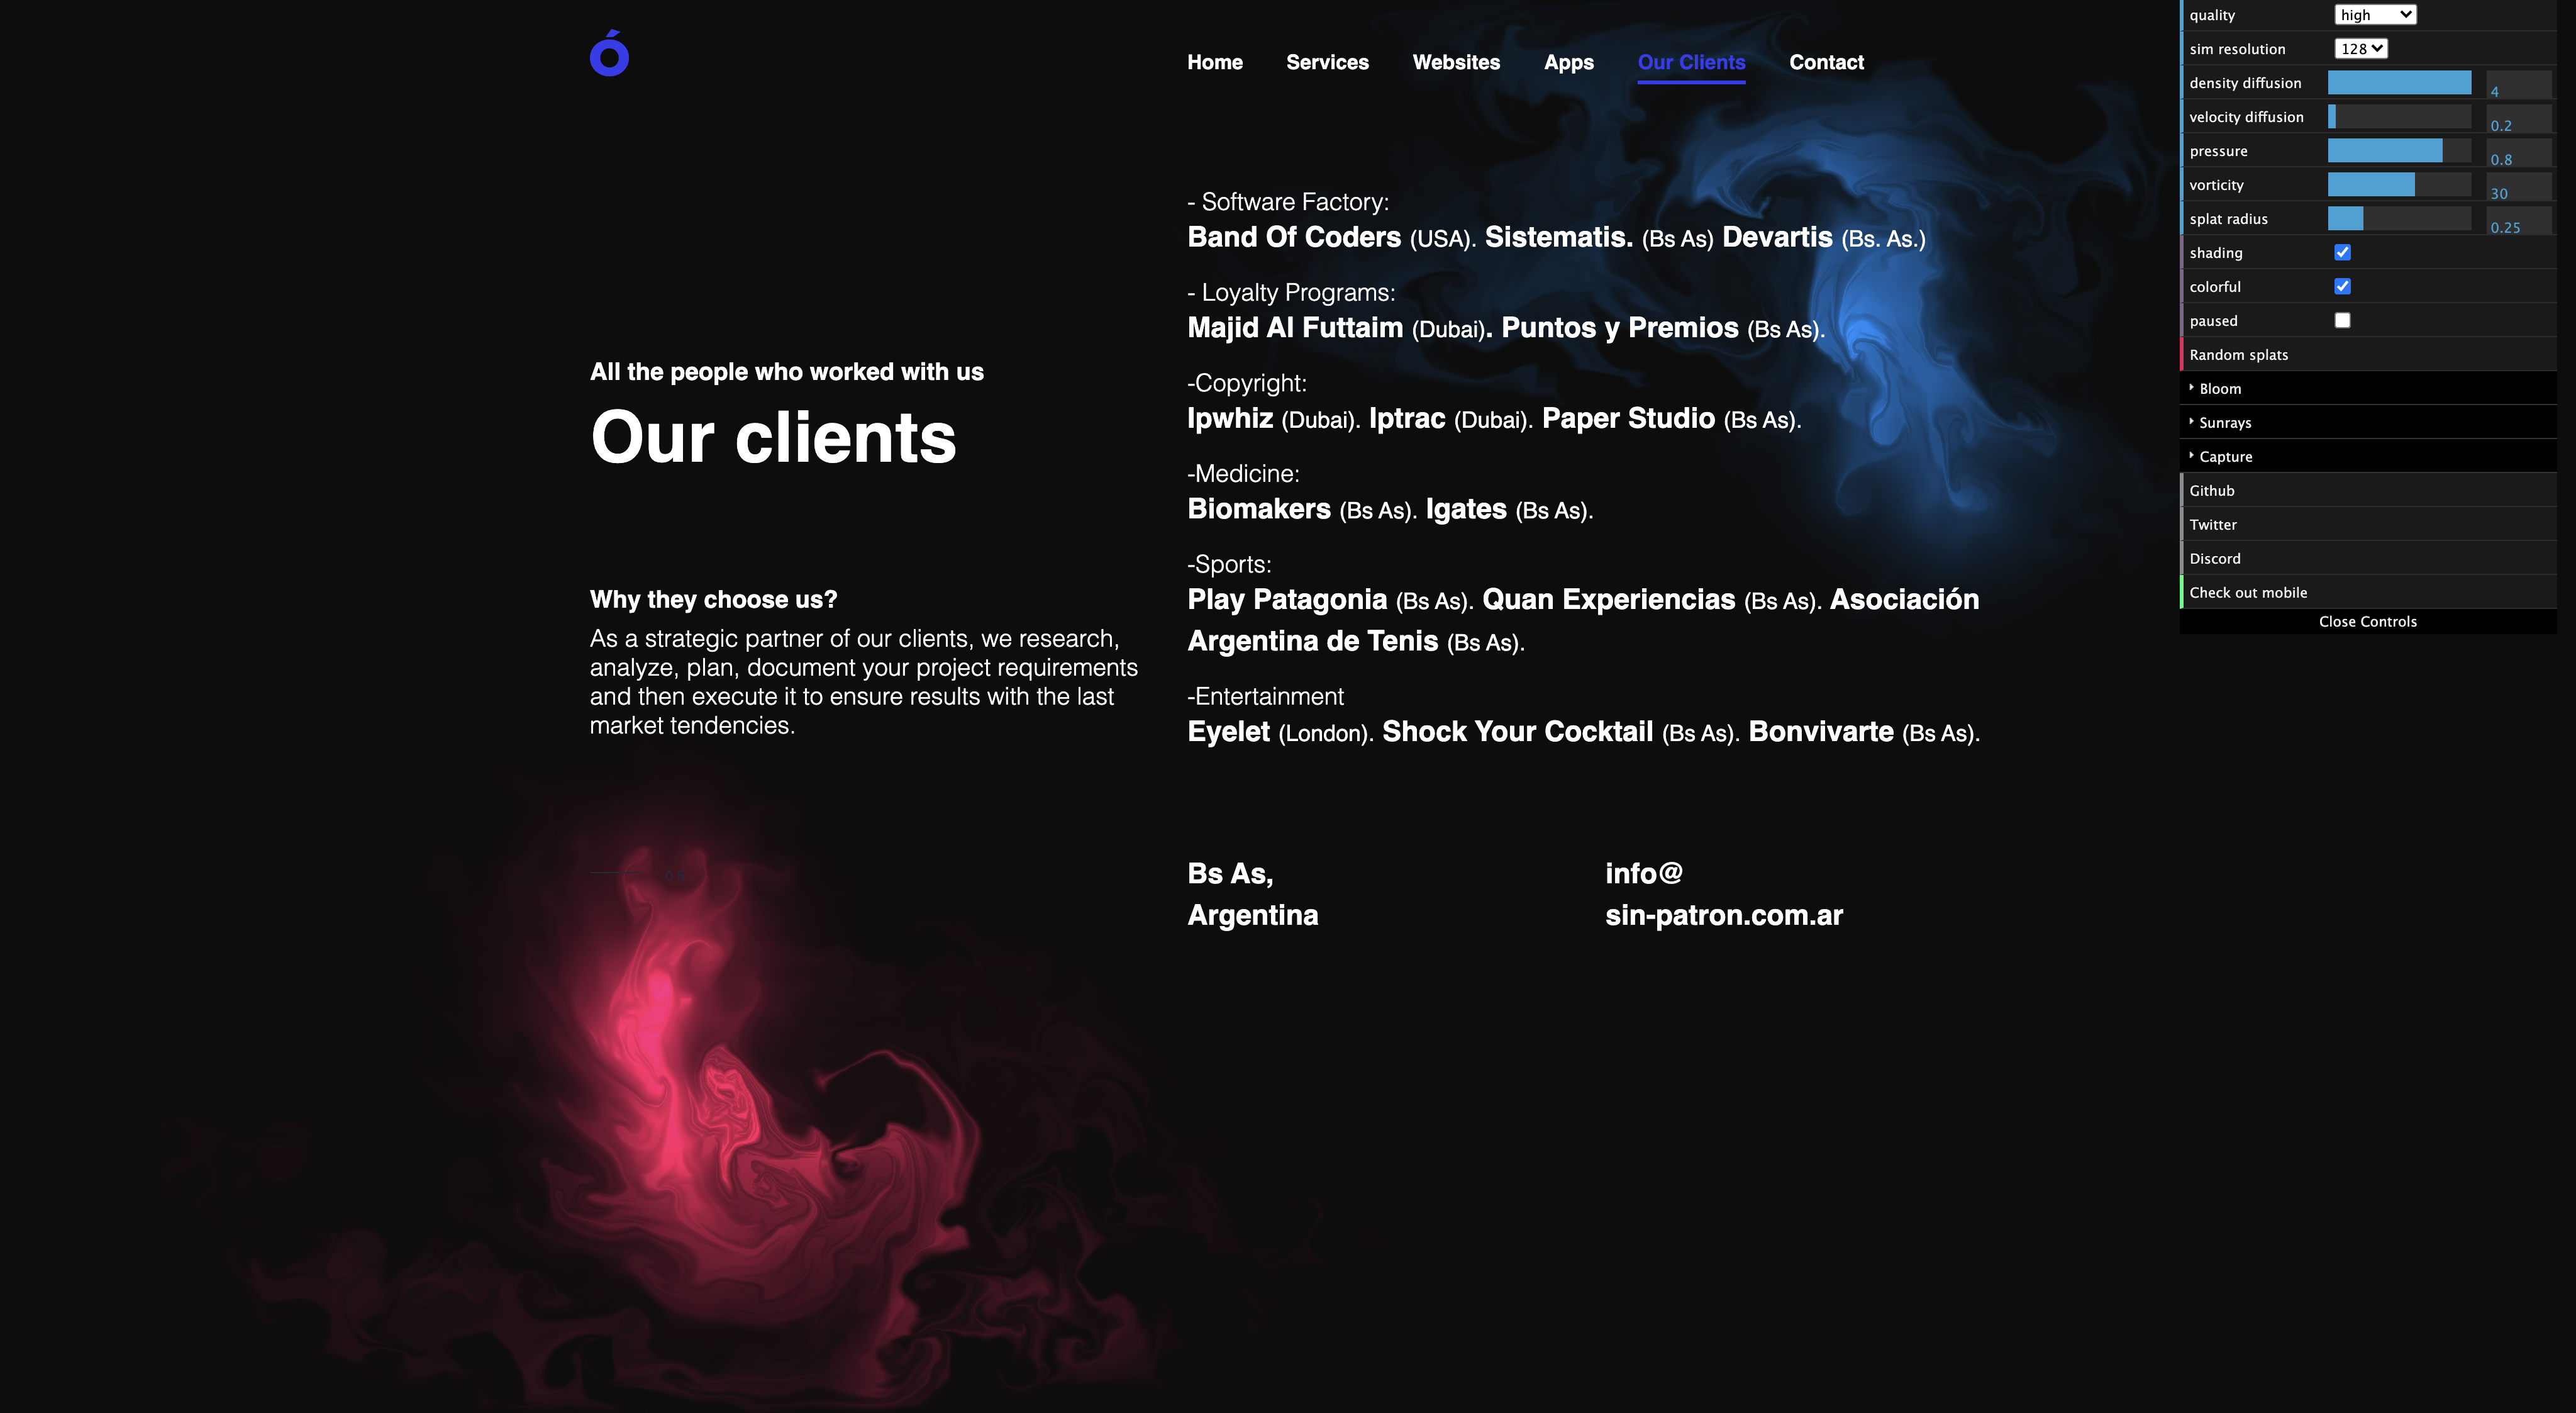 ó
Home Services Websites Apps Our Clients Contact
All the people who worked with us
Our clients
Why they choose us?
As a strategic partner of our clients, we research,
analyze, plan, document your project requirements
and then execute it to ensure results with the last
market tendencies.
- Software Factory:
Band Of Coders (USA). Sistematis. (Bs As) Devartis (Bs. As.)
- Loyalty Programs:
Majid Al Futtaim (Dubai). Puntos y Premios (Bs As).
-Copyright:
Ipwhiz (Dubai). Iptrac (Dubai). Paper Studio (Bs As).
-Medicine:
Biomakers (Bs As). Igates (Bs As).
-Sports:
Play Patagonia (Bs As). Quan Experiencias (Bs As). Asociación
Argentina de Tenis (Bs As).
-Entertainment
Eyelet (London). Shock Your Cocktail (Bs As). Bonvivarte (Bs As).
Bs As,
Argentina
info@
sin-patron.com.ar
quality high
sim resolution 128
density diffusion 4
velocity diffusion 0.2
pressure 0.8
vorticity 30
splat radius 0.25
shading
colorful
paused
Random splats
Bloom
Sunrays
Capture
Github
Twitter
Discord
Check out mobile
Close Controls